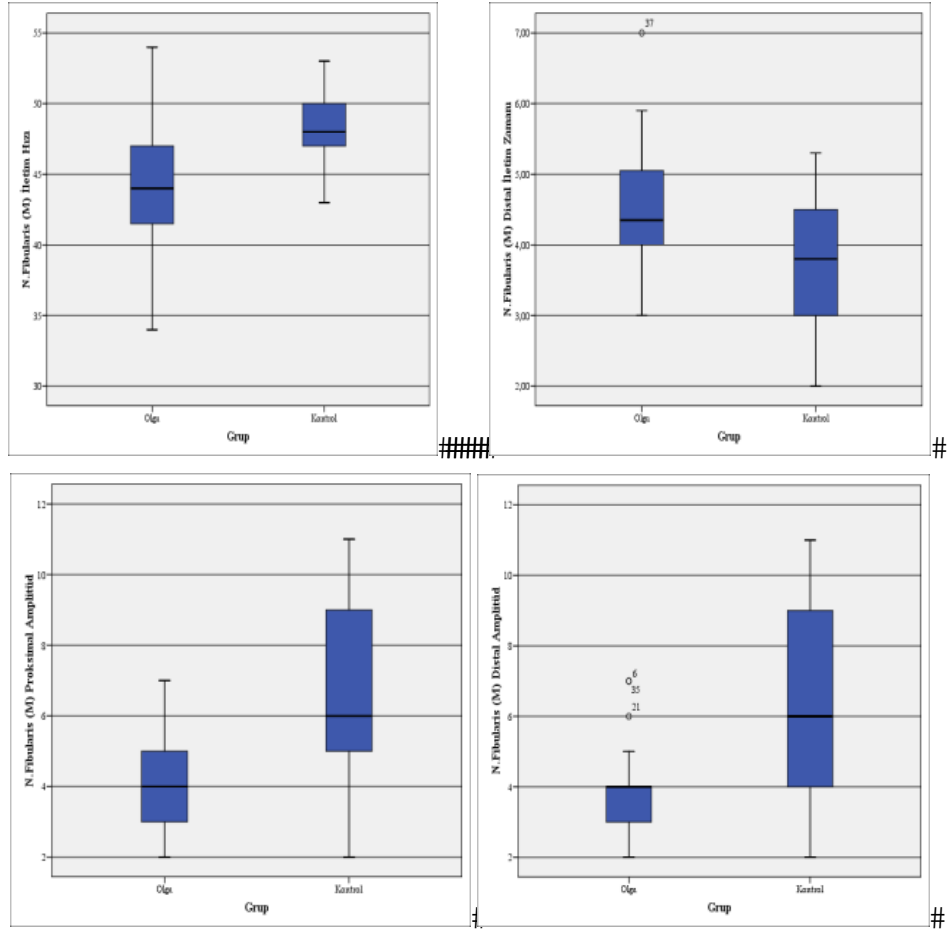 N.Fibularis (M) İletim Hızı
55
50
45
40
35
30
Olgu
Kontrol
Grup
#####.
N.Fibularis (M) Distal İletim Zamanı
7,00
6,00
5,00
4,00
3,00
2,00
37
Olgu
Kontrol
Grup
#
N.Fibularis (M) Proksimal Amplitüd
12
10
8
6
4
2
Olgu
Kontrol
Grup
N.Fibularis (M) Distal Amplitüd
12
10
8
6
4
2
6
35
21
Olgu
Kontrol
Grup
#